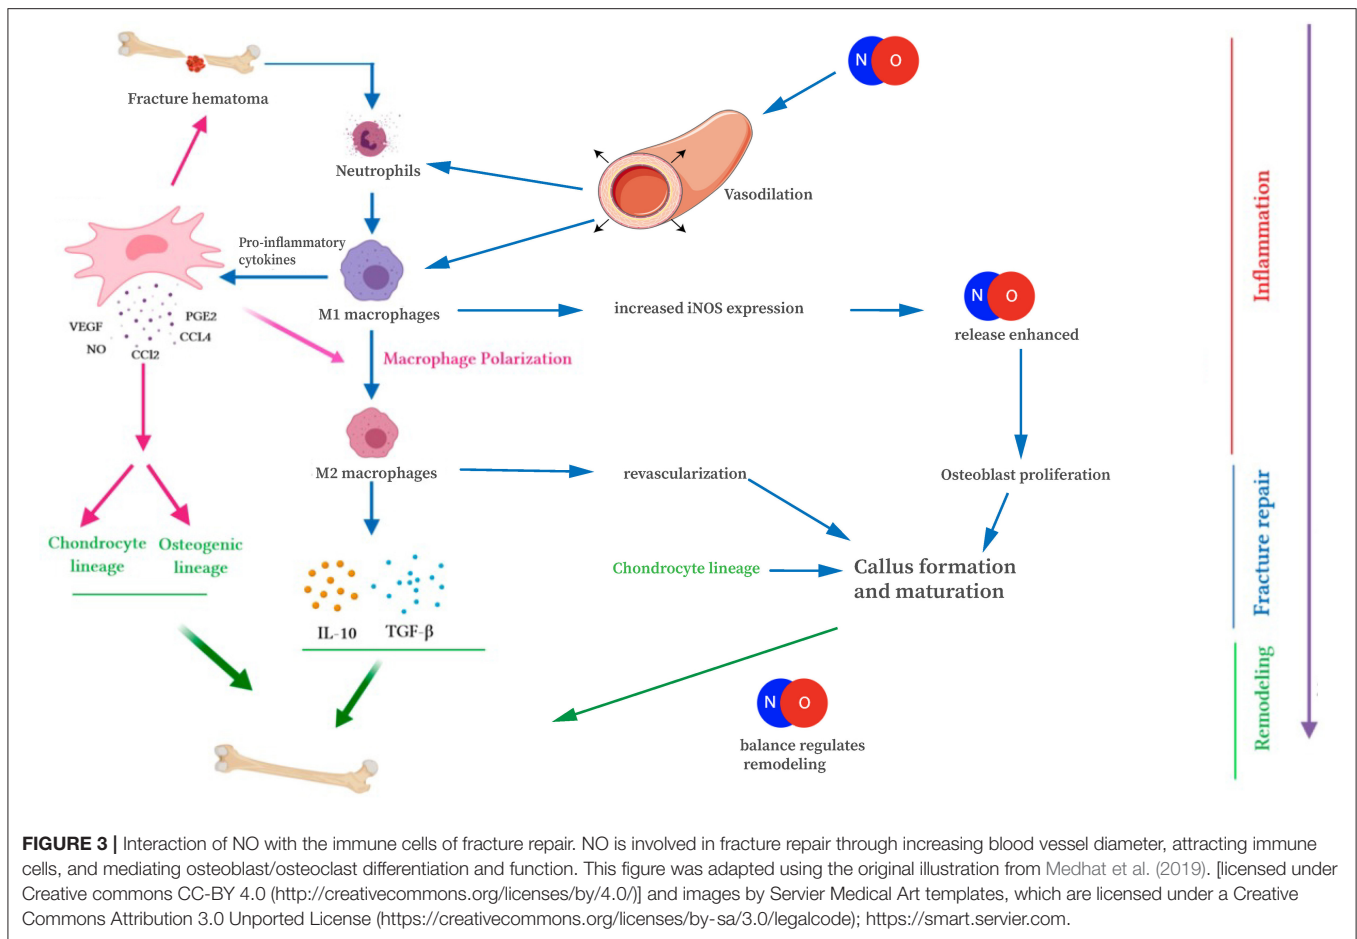 N O
Fracture hematoma
Neutrophils
Vasodilation
Inflammation
Pro-inflammatory
cytokines
M1 macrophages
increased iNOS expression
N O
release enhanced
VEGF
PGE2
NO
CCL4
CCl2
Macrophage Polarization
M2 macrophages
revascularization
Osteoblast proliferation
Fracture repair
Chondrocyte
lineage
Osteogenic
lineage
Chondrocyte lineage
Callus formation
and maturation
IL-10
TGF-β
Remodeling
N O
balance regulates
remodeling
FIGURE 3 | Interaction of NO with the immune cells of fracture repair. NO is involved in fracture repair through increasing blood vessel diameter, attracting immune
cells, and mediating osteoblast/osteoclast differentiation and function. This figure was adapted using the original illustration from Medhat et al. (2019). [licensed under
Creative commons CC-BY 4.0 (http://creativecommons.org/licenses/by/4.0/)] and images by Servier Medical Art templates, which are licensed under a Creative
Commons Attribution 3.0 Unported License (https://creativecommons.org/licenses/by-sa/3.0/legalcode); https://smart.servier.com.